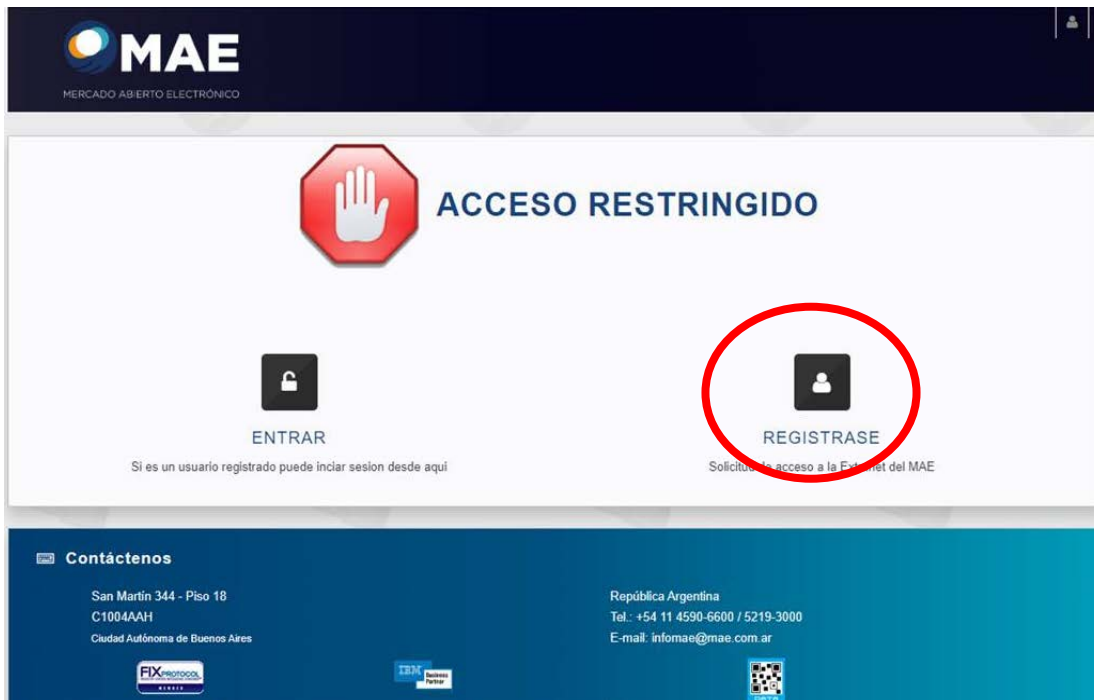 MAE
MERCADO ABIERTO ELECTRÓNICO
ACCESO RESTRINGIDO
ENTRAR
Si es un usuario registrado puede inciar sesion desde aqui
REGISTRASE
Solicitud de acceso a la Extranet del MAE
Contáctenos
San Martín 344 - Piso 18
C1004AAH
Ciudad Autónoma de Buenos Aires
República Argentina
Tel.: +54 11 4590-6600 / 5219-3000
E-mail: infomae@mae.com.ar
FIX PROTOCOL
MEMBER
IBM Business
Partner